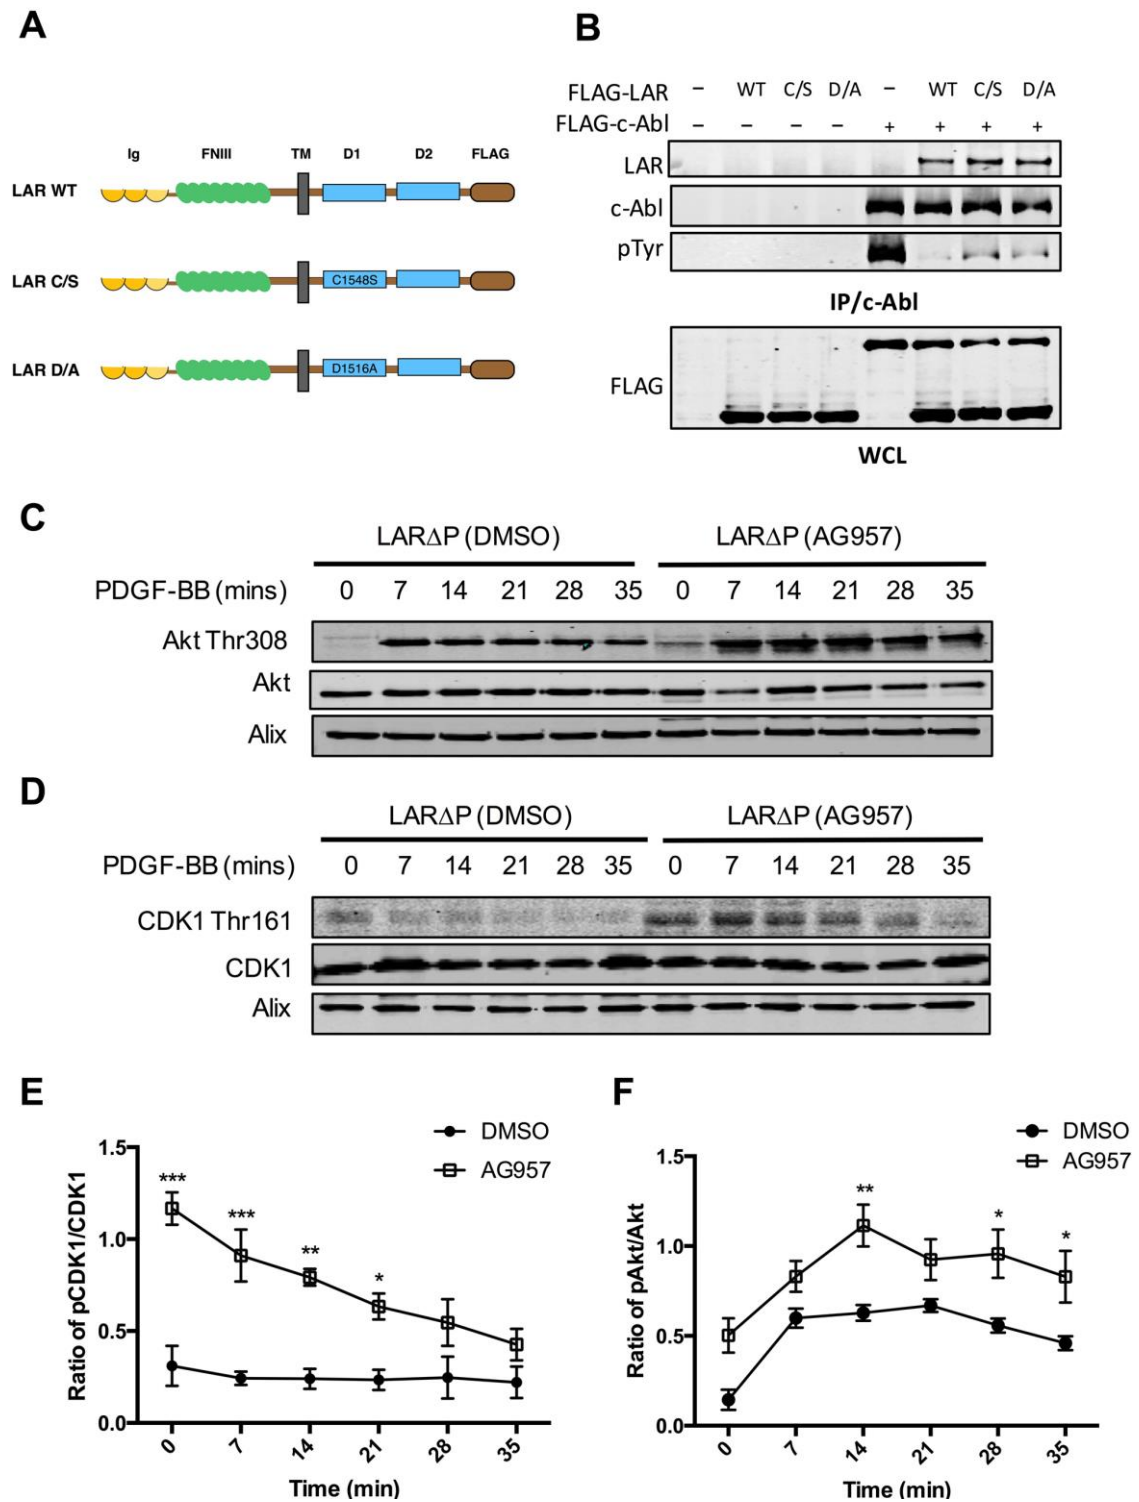 A
Ig FNIII TM D1 D2 FLAG
LAR WT
LAR C/S C1548S
LAR D/A D1516A
B
FLAG-LAR – WT C/S D/A – WT C/S D/A
FLAG-c-Abl – – – – + + + +
LAR
c-Abl
pTyr
IP/c-Abl
FLAG
WCL
C
LARΔP (DMSO) LARΔP (AG957)
PDGF-BB (mins) 0 7 14 21 28 35 0 7 14 21 28 35
Akt Thr308
Akt
Alix
D
LARΔP (DMSO) LARΔP (AG957)
PDGF-BB (mins) 0 7 14 21 28 35 0 7 14 21 28 35
CDK1 Thr161
CDK1
Alix
E
DMSO
AG957
Ratio of pCDK1/CDK1
1.5
1.0
0.5
0.0
*** *** ** *
0 7 14 21 28 35
Time (min)
F
DMSO
AG957
Ratio of pAkt/Akt
1.5
1.0
0.5
0.0
** * *
0 7 14 21 28 35
Time (min)